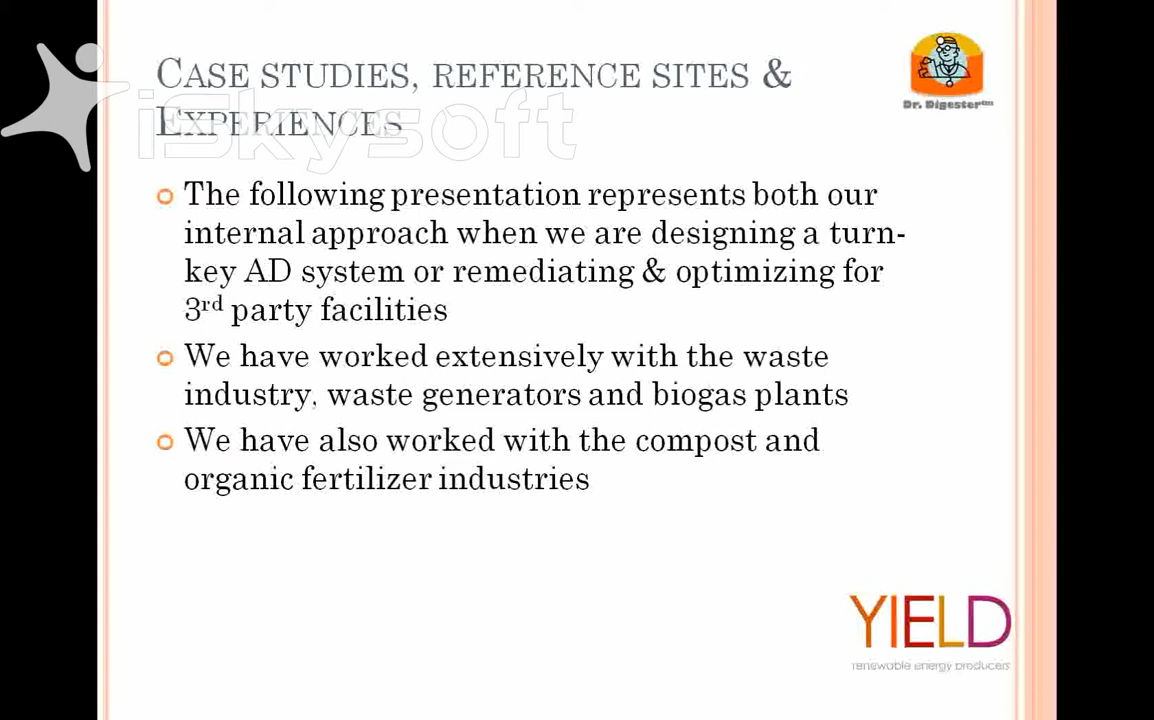 CASE STUDIES, REFERENCE SITES &
EXPERIENCES
iSkysoft
Dr. Digester™
The following presentation represents both our
internal approach when we are designing a turn-
key AD system or remediating & optimizing for
3rd party facilities
We have worked extensively with the waste
industry, waste generators and biogas plants
We have also worked with the compost and
organic fertilizer industries
YIELD
renewable energy producers